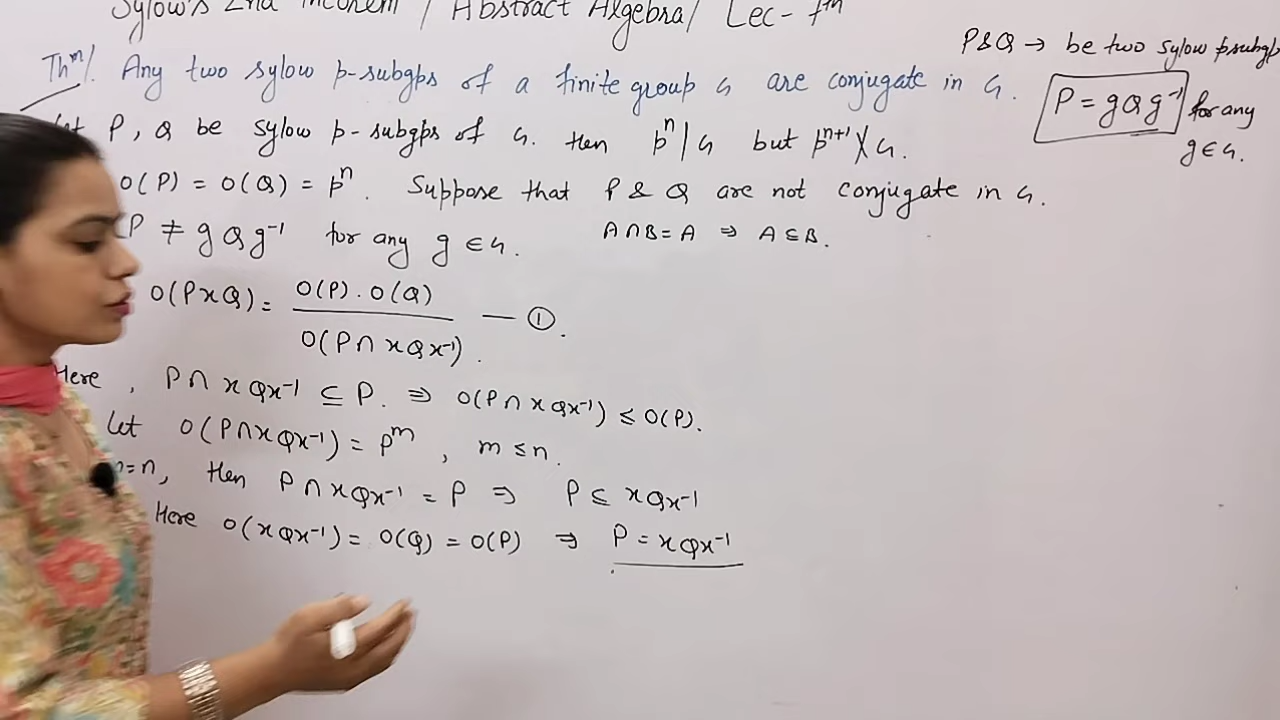 Sylow's 2nd Theorem / Abstract Algebra / Lec- 7th
P&Q → be two sylow psubgp
Thm/. Any two sylow p-subgps of a finite group G are conjugate in G.
P = gQg⁻¹ for any g∈G.
Let P, Q be sylow p-subgps of G. then pⁿ | G but pⁿ⁺¹ ∤ G.
O(P) = O(Q) = pⁿ. Suppose that P & Q are not conjugate in G.
P ≠ gQg⁻¹ for any g ∈ G. A∩B = A ⇒ A ⊆ B.
O(PxQ) = O(P).O(Q) / O(P∩xQx⁻¹). — ①.
Here, P∩xQx⁻¹ ⊆ P. ⇒ O(P∩xQx⁻¹) ≤ O(P).
Let O(P∩xQx⁻¹) = pᵐ, m ≤ n.
m=n, then P∩xQx⁻¹ = P ⇒ P ⊆ xQx⁻¹
Here O(xQx⁻¹) = O(Q) = O(P) ⇒ P = xQx⁻¹